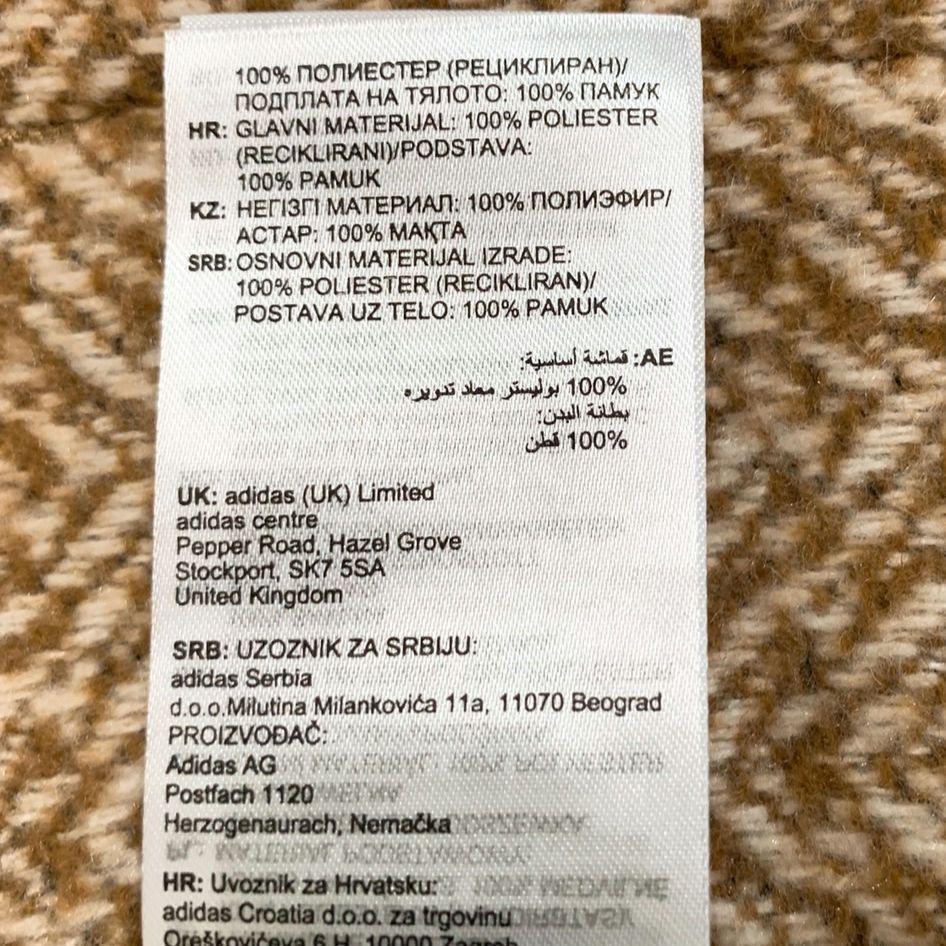 100% ПОЛИЕСТЕР (РЕЦИКЛИРАН)/
ПОДПЛАТА НА ТЯЛОТО: 100% ПАМУК
HR: GLAVNI MATERIJAL: 100% POLIESTER
(RECIKLIRANI)/PODSTAVA:
100% PAMUK
KZ: НЕГІЗГІ МАТЕРИАЛ: 100% ПОЛИЭФИР/
АСТАР: 100% МАҚТА
SRB: OSNOVNI MATERIJAL IZRADE:
100% POLIESTER (RECIKLIRAN)/
POSTAVA UZ TELO: 100% PAMUK
AE: قماشة أساسية:
100% بوليستر معاد تدويره
بطانة البدن:
100% قطن
UK: adidas (UK) Limited
adidas centre
Pepper Road, Hazel Grove
Stockport, SK7 5SA
United Kingdom
SRB: UZOZNIK ZA SRBIJU:
adidas Serbia
d.o.o.Milutina Milankovića 11a, 11070 Beograd
PROIZVOĐAČ:
Adidas AG
Postfach 1120
Herzogenaurach, Nemačka
HR: Uvoznik za Hrvatsku:
adidas Croatia d.o.o. za trgovinu
Oreškovićeva 6 H, 10000 Zagreb